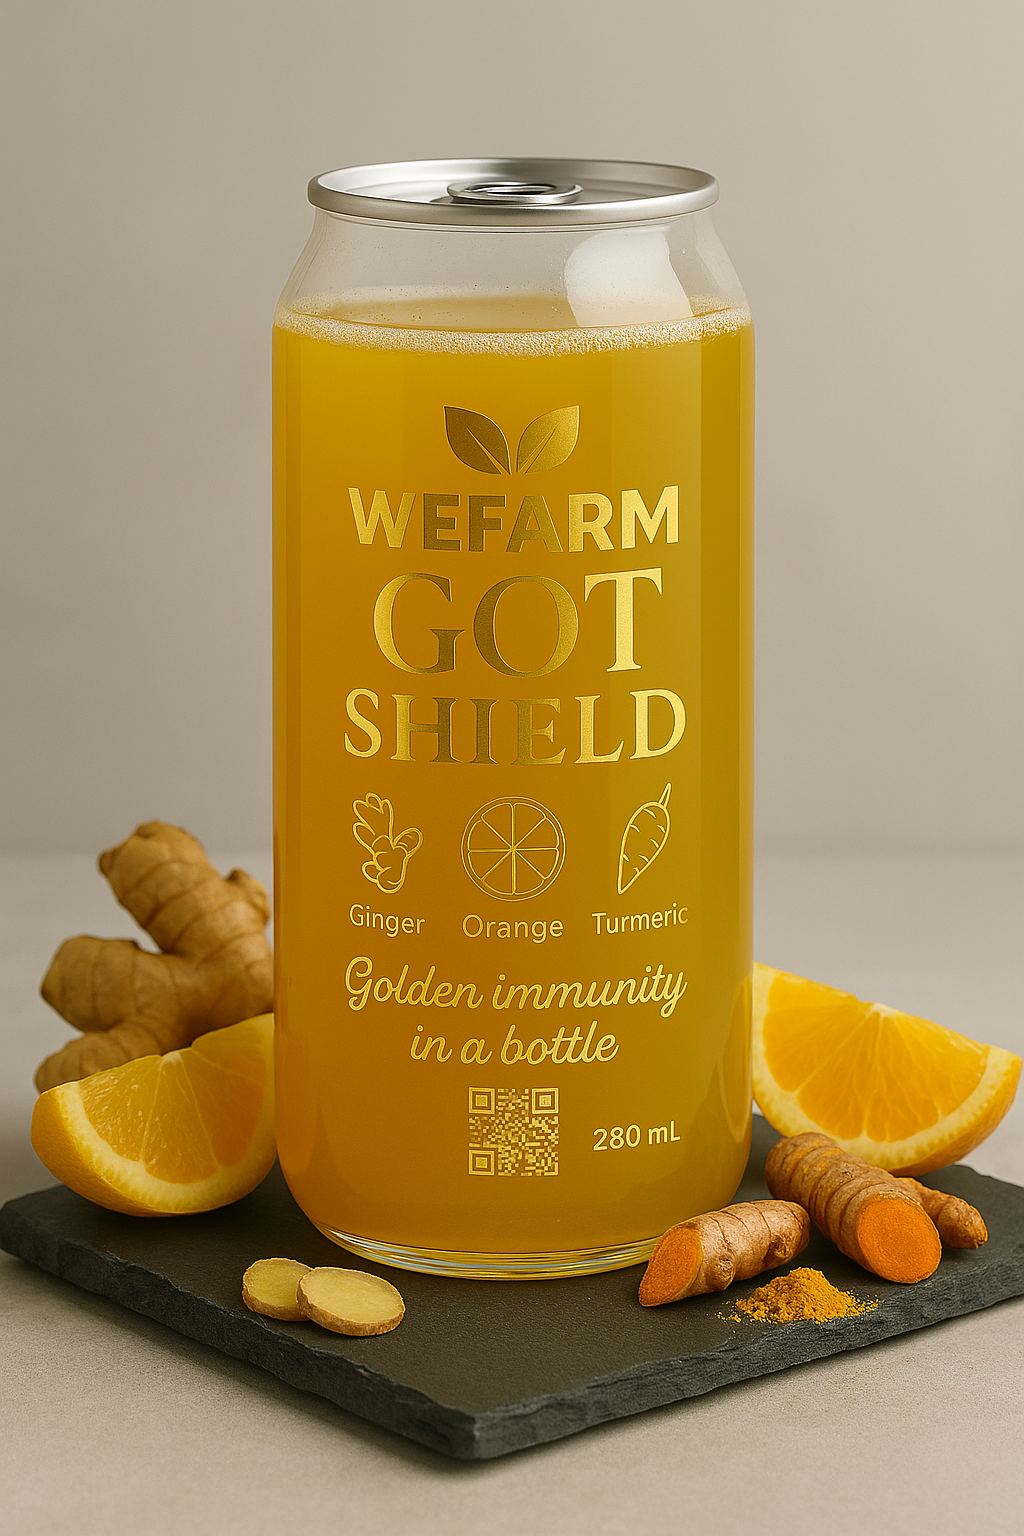 WEFARM
GOT
SHIELD
Ginger Orange Turmeric
Golden immunity
in a bottle
280 mL